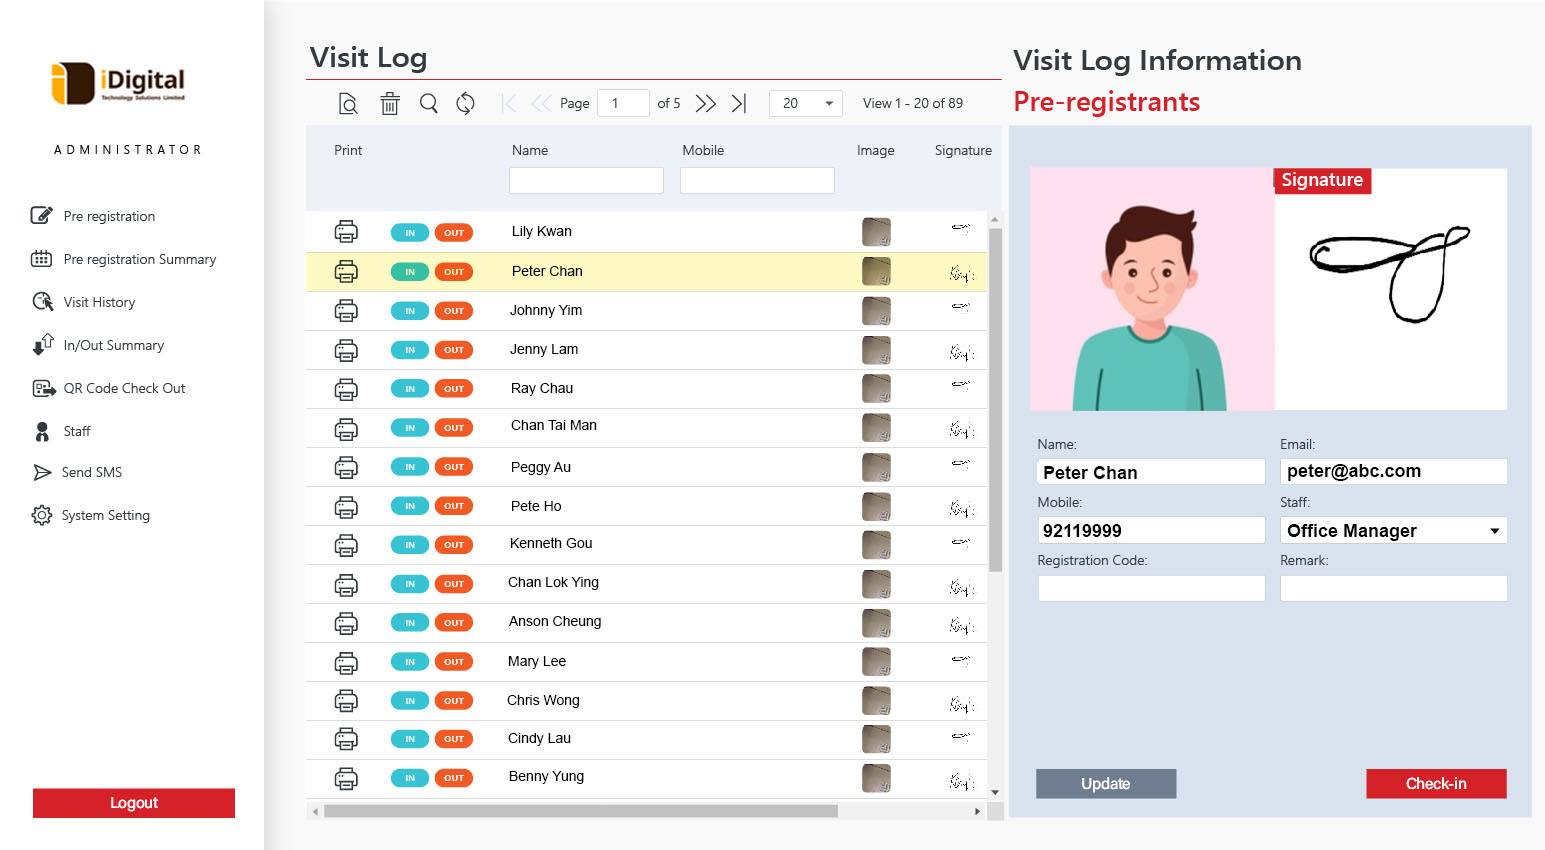 iDigital
Technology Solutions Limited
ADMINISTRATOR
Pre registration
Pre registration Summary
Visit History
In/Out Summary
QR Code Check Out
Staff
Send SMS
System Setting
Logout
Visit Log
Page 1 of 5 20 View 1 - 20 of 89
Print Name Mobile Image Signature
IN OUT Lily Kwan
IN OUT Peter Chan
IN OUT Johnny Yim
IN OUT Jenny Lam
IN OUT Ray Chau
IN OUT Chan Tai Man
IN OUT Peggy Au
IN OUT Pete Ho
IN OUT Kenneth Gou
IN OUT Chan Lok Ying
IN OUT Anson Cheung
IN OUT Mary Lee
IN OUT Chris Wong
IN OUT Cindy Lau
IN OUT Benny Yung
Visit Log Information
Pre-registrants
Signature
Name: Email:
Peter Chan peter@abc.com
Mobile: Staff:
92119999 Office Manager
Registration Code: Remark:
Update Check-in